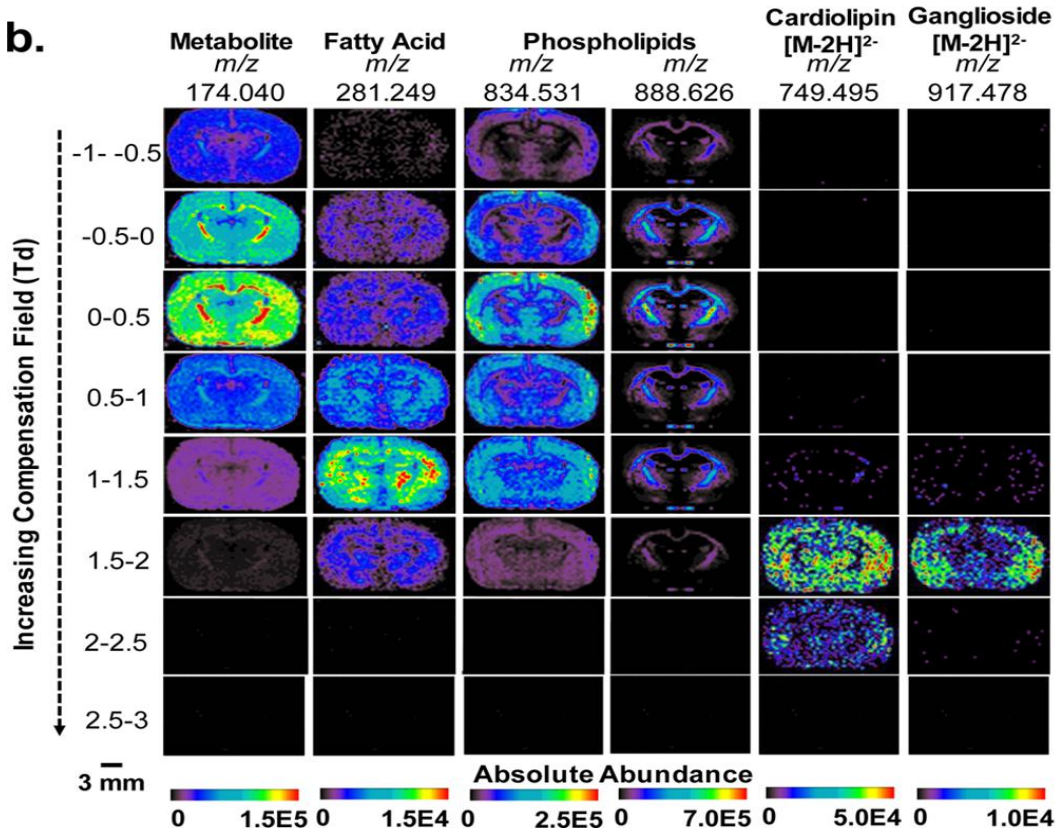 b.
Metabolite Fatty Acid Phospholipids Cardiolipin Ganglioside
[M-2H]²⁻ [M-2H]²⁻
m/z m/z m/z m/z m/z m/z
174.040 281.249 834.531 888.626 749.495 917.478
Increasing Compensation Field (Td)
-1- -0.5
-0.5-0
0-0.5
0.5-1
1-1.5
1.5-2
2-2.5
2.5-3
3 mm
Absolute Abundance
0 1.5E5 0 1.5E4 0 2.5E5 0 7.0E5 0 5.0E4 0 1.0E4